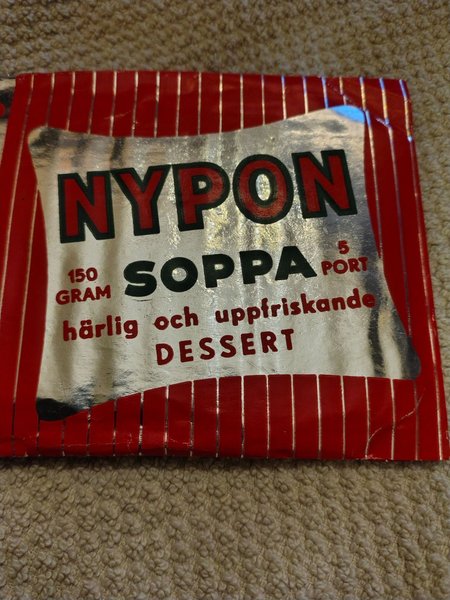 NYPON
150 GRAM
SOPPA
5 PORT
härlig och uppfriskande
DESSERT